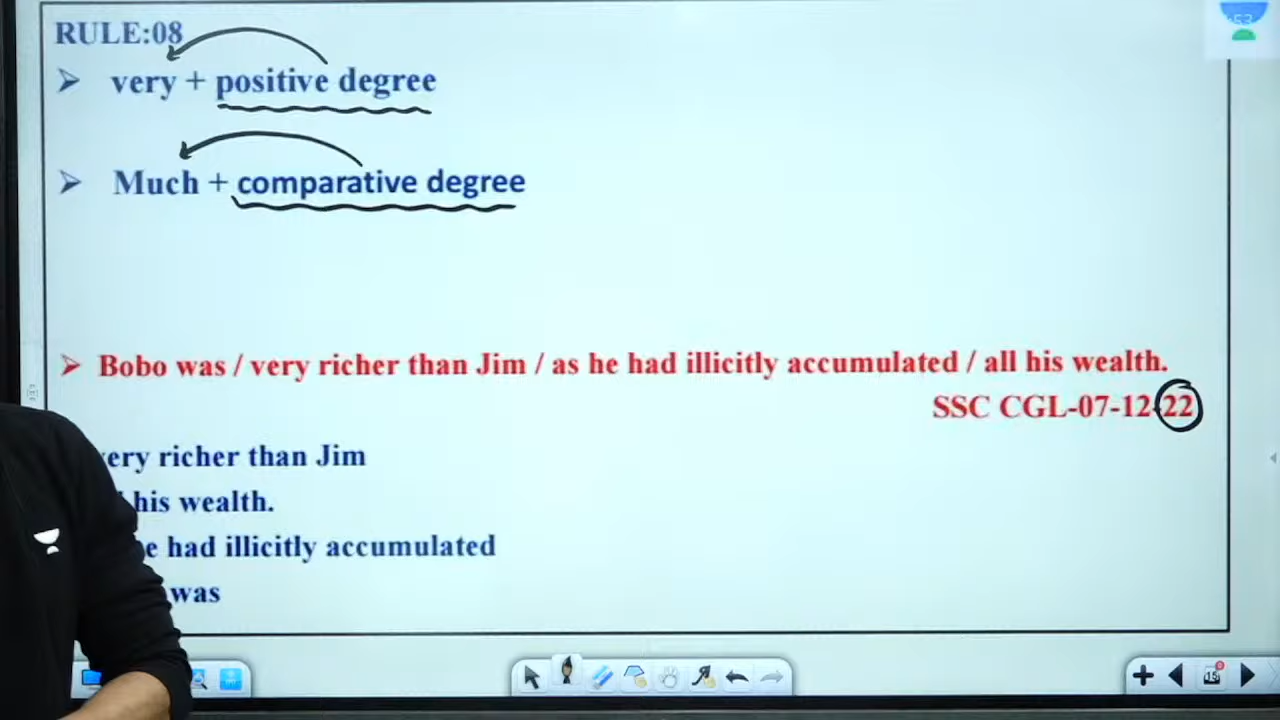 RULE:08
➢ very + positive degree
➢ Much + comparative degree
➢ Bobo was / very richer than Jim / as he had illicitly accumulated / all his wealth.
SSC CGL-07-12-22
very richer than Jim
his wealth.
had illicitly accumulated
was